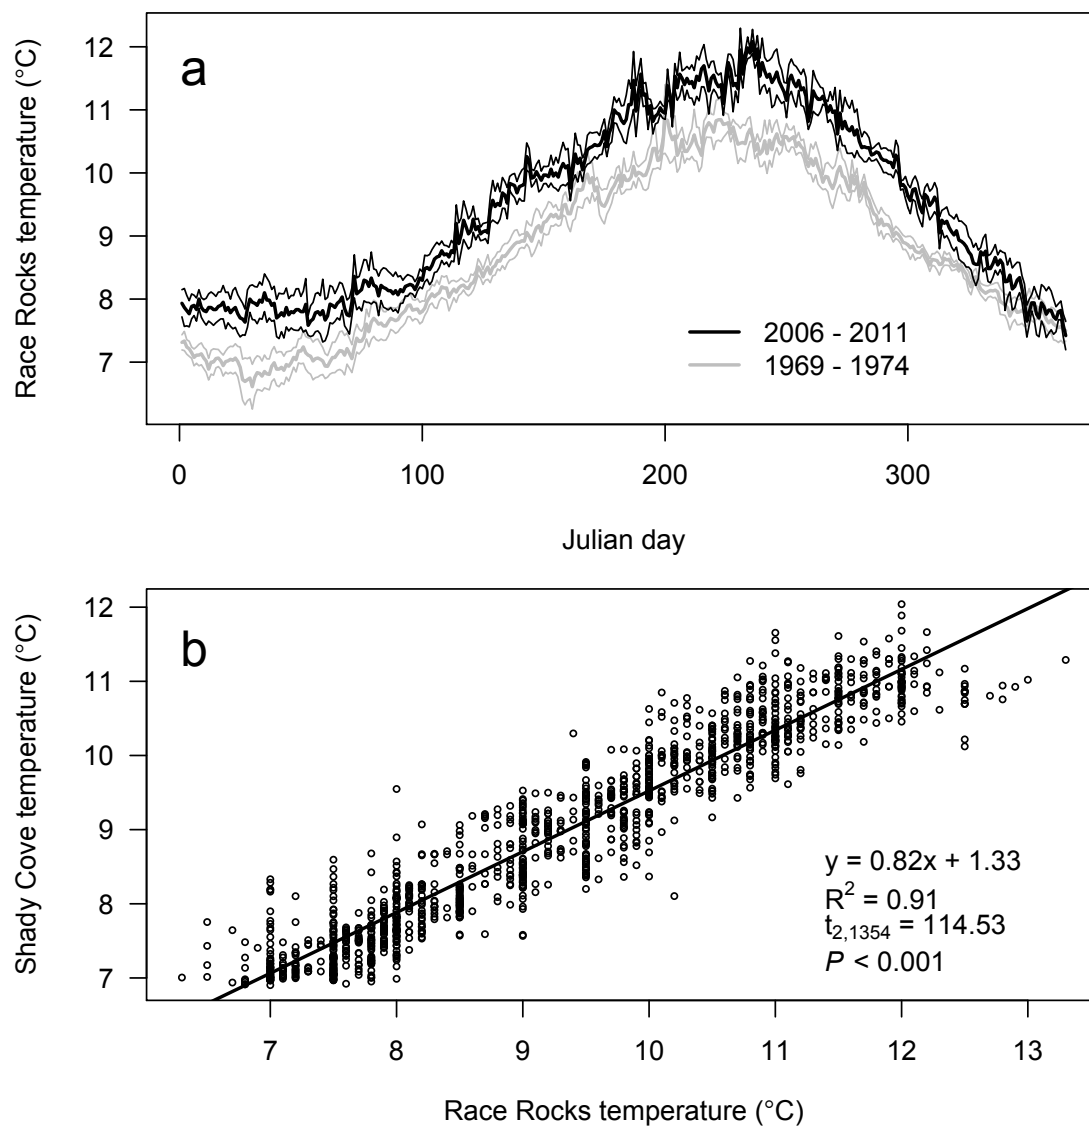 a
Race Rocks temperature (°C)
12
11
10
9
8
7
2006 - 2011
1969 - 1974
0 100 200 300
Julian day
b
Shady Cove temperature (°C)
12
11
10
9
8
7
y = 0.82x + 1.33
R² = 0.91
t₂,₁₃₅₄ = 114.53
P < 0.001
7 8 9 10 11 12 13
Race Rocks temperature (°C)